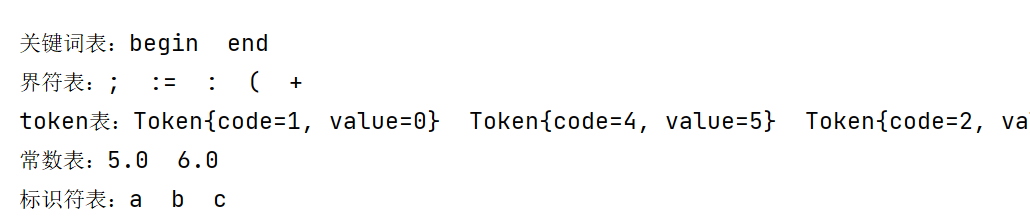 关键词表：begin  end
界符表：;  :=  :  (  +
token表：Token{code=1, value=0}  Token{code=4, value=5}  Token{code=2, va
常数表：5.0  6.0
标识符表：a  b  c